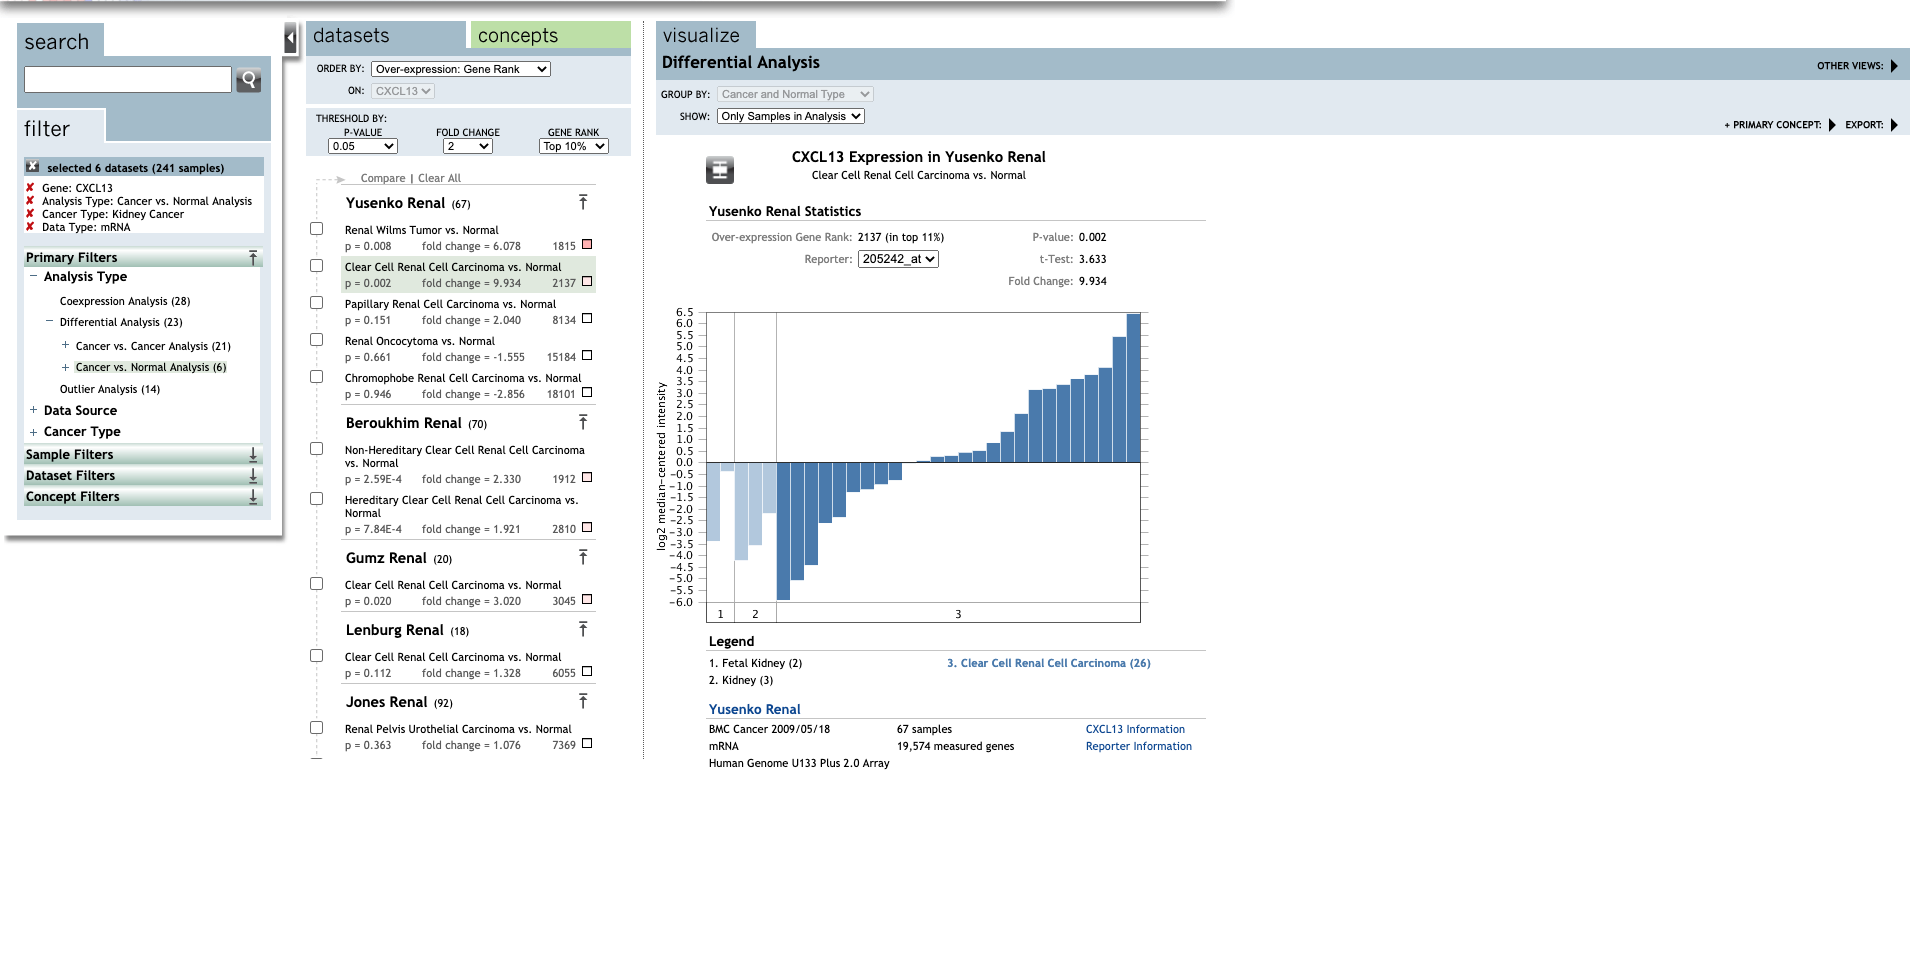 search
filter
selected 6 datasets (241 samples)
Gene: CXCL13
Analysis Type: Cancer vs. Normal Analysis
Cancer Type: Kidney Cancer
Data Type: mRNA
Primary Filters
Analysis Type
Coexpression Analysis (28)
Differential Analysis (23)
Cancer vs. Cancer Analysis (21)
Cancer vs. Normal Analysis (6)
Outlier Analysis (14)
Data Source
Cancer Type
Sample Filters
Dataset Filters
Concept Filters
datasets
concepts
ORDER BY: Over-expression: Gene Rank
ON: CXCL13
THRESHOLD BY:
P-VALUE FOLD CHANGE GENE RANK
0.05 2 Top 10%
Compare | Clear All
Yusenko Renal (67)
Renal Wilms Tumor vs. Normal
p = 0.008 fold change = 6.078 1815
Clear Cell Renal Cell Carcinoma vs. Normal
p = 0.002 fold change = 9.934 2137
Papillary Renal Cell Carcinoma vs. Normal
p = 0.151 fold change = 2.040 8134
Renal Oncocytoma vs. Normal
p = 0.661 fold change = -1.555 15184
Chromophobe Renal Cell Carcinoma vs. Normal
p = 0.946 fold change = -2.856 18101
Beroukhim Renal (70)
Non-Hereditary Clear Cell Renal Cell Carcinoma
vs. Normal
p = 2.59E-4 fold change = 2.330 1912
Hereditary Clear Cell Renal Cell Carcinoma vs.
Normal
p = 7.84E-4 fold change = 1.921 2810
Gumz Renal (20)
Clear Cell Renal Cell Carcinoma vs. Normal
p = 0.020 fold change = 3.020 3045
Lenburg Renal (18)
Clear Cell Renal Cell Carcinoma vs. Normal
p = 0.112 fold change = 1.328 6055
Jones Renal (92)
Renal Pelvis Urothelial Carcinoma vs. Normal
p = 0.363 fold change = 1.076 7369
visualize
Differential Analysis
OTHER VIEWS:
GROUP BY: Cancer and Normal Type
SHOW: Only Samples in Analysis
+ PRIMARY CONCEPT: EXPORT:
CXCL13 Expression in Yusenko Renal
Clear Cell Renal Cell Carcinoma vs. Normal
Yusenko Renal Statistics
Over-expression Gene Rank: 2137 (in top 11%) P-value: 0.002
Reporter: 205242_at t-Test: 3.633
Fold Change: 9.934
log2 median-centered intensity
6.5
6.0
5.5
5.0
4.5
4.0
3.5
3.0
2.5
2.0
1.5
1.0
0.5
0.0
-0.5
-1.0
-1.5
-2.0
-2.5
-3.0
-3.5
-4.0
-4.5
-5.0
-5.5
-6.0
1 2 3
Legend
1. Fetal Kidney (2) 3. Clear Cell Renal Cell Carcinoma (26)
2. Kidney (3)
Yusenko Renal
BMC Cancer 2009/05/18 67 samples CXCL13 Information
mRNA 19,574 measured genes Reporter Information
Human Genome U133 Plus 2.0 Array